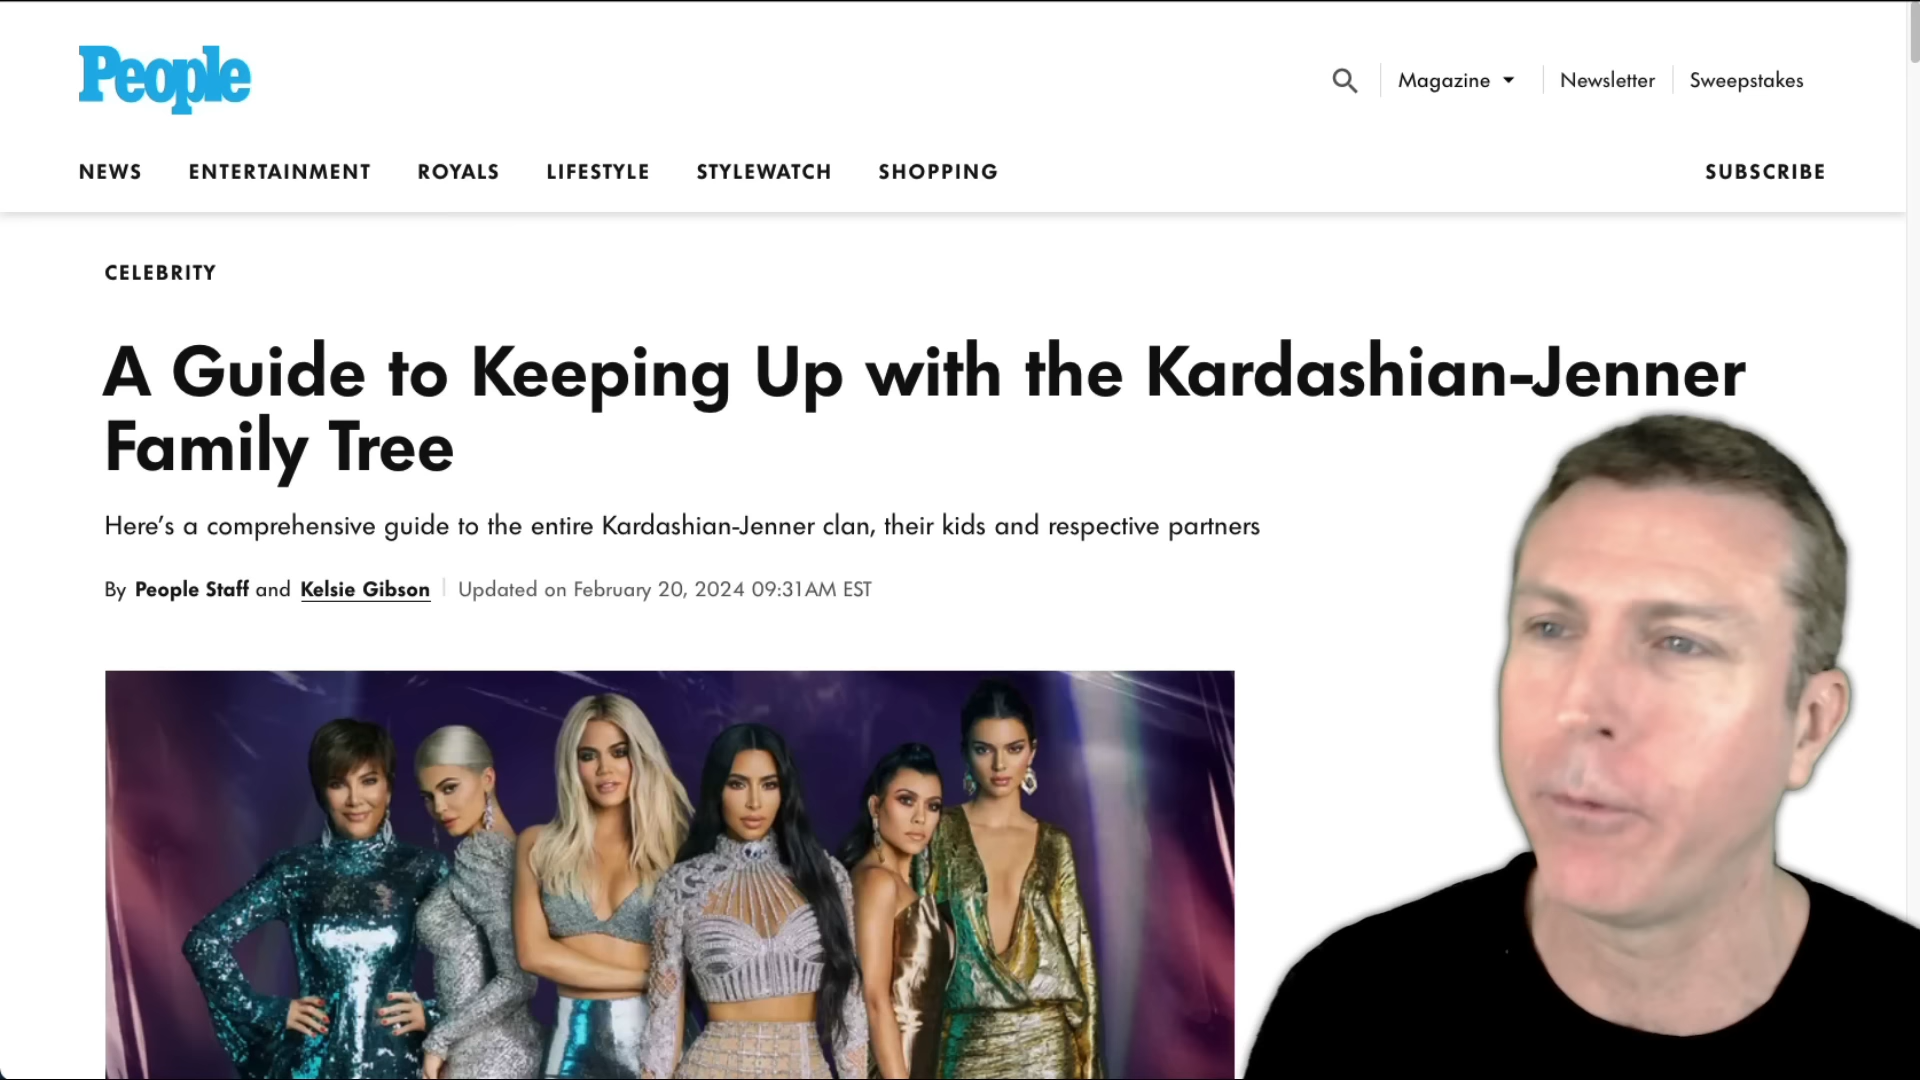 People
Magazine
Newsletter
Sweepstakes
NEWS
ENTERTAINMENT
ROYALS
LIFESTYLE
STYLEWATCH
SHOPPING
SUBSCRIBE
CELEBRITY
A Guide to Keeping Up with the Kardashian-Jenner
Family Tree
Here's a comprehensive guide to the entire Kardashian-Jenner clan, their kids and respective partners
By People Staff and Kelsie Gibson Updated on February 20, 2024 09:31AM EST